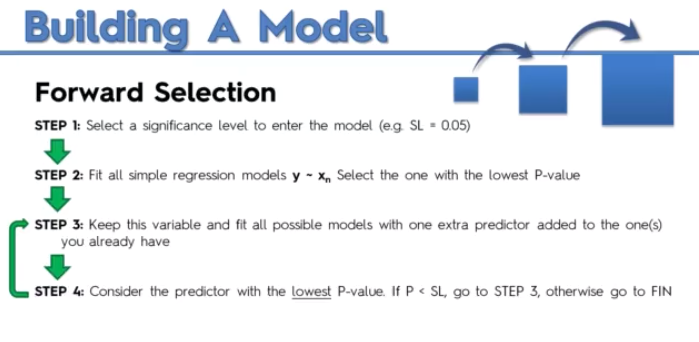 Building A Model
Forward Selection
STEP 1: Select a significance level to enter the model (e.g. SL = 0.05)
STEP 2: Fit all simple regression models y ~ xₙ Select the one with the lowest P-value
STEP 3: Keep this variable and fit all possible models with one extra predictor added to the one(s)
you already have
STEP 4: Consider the predictor with the lowest P-value. If P < SL, go to STEP 3, otherwise go to FIN